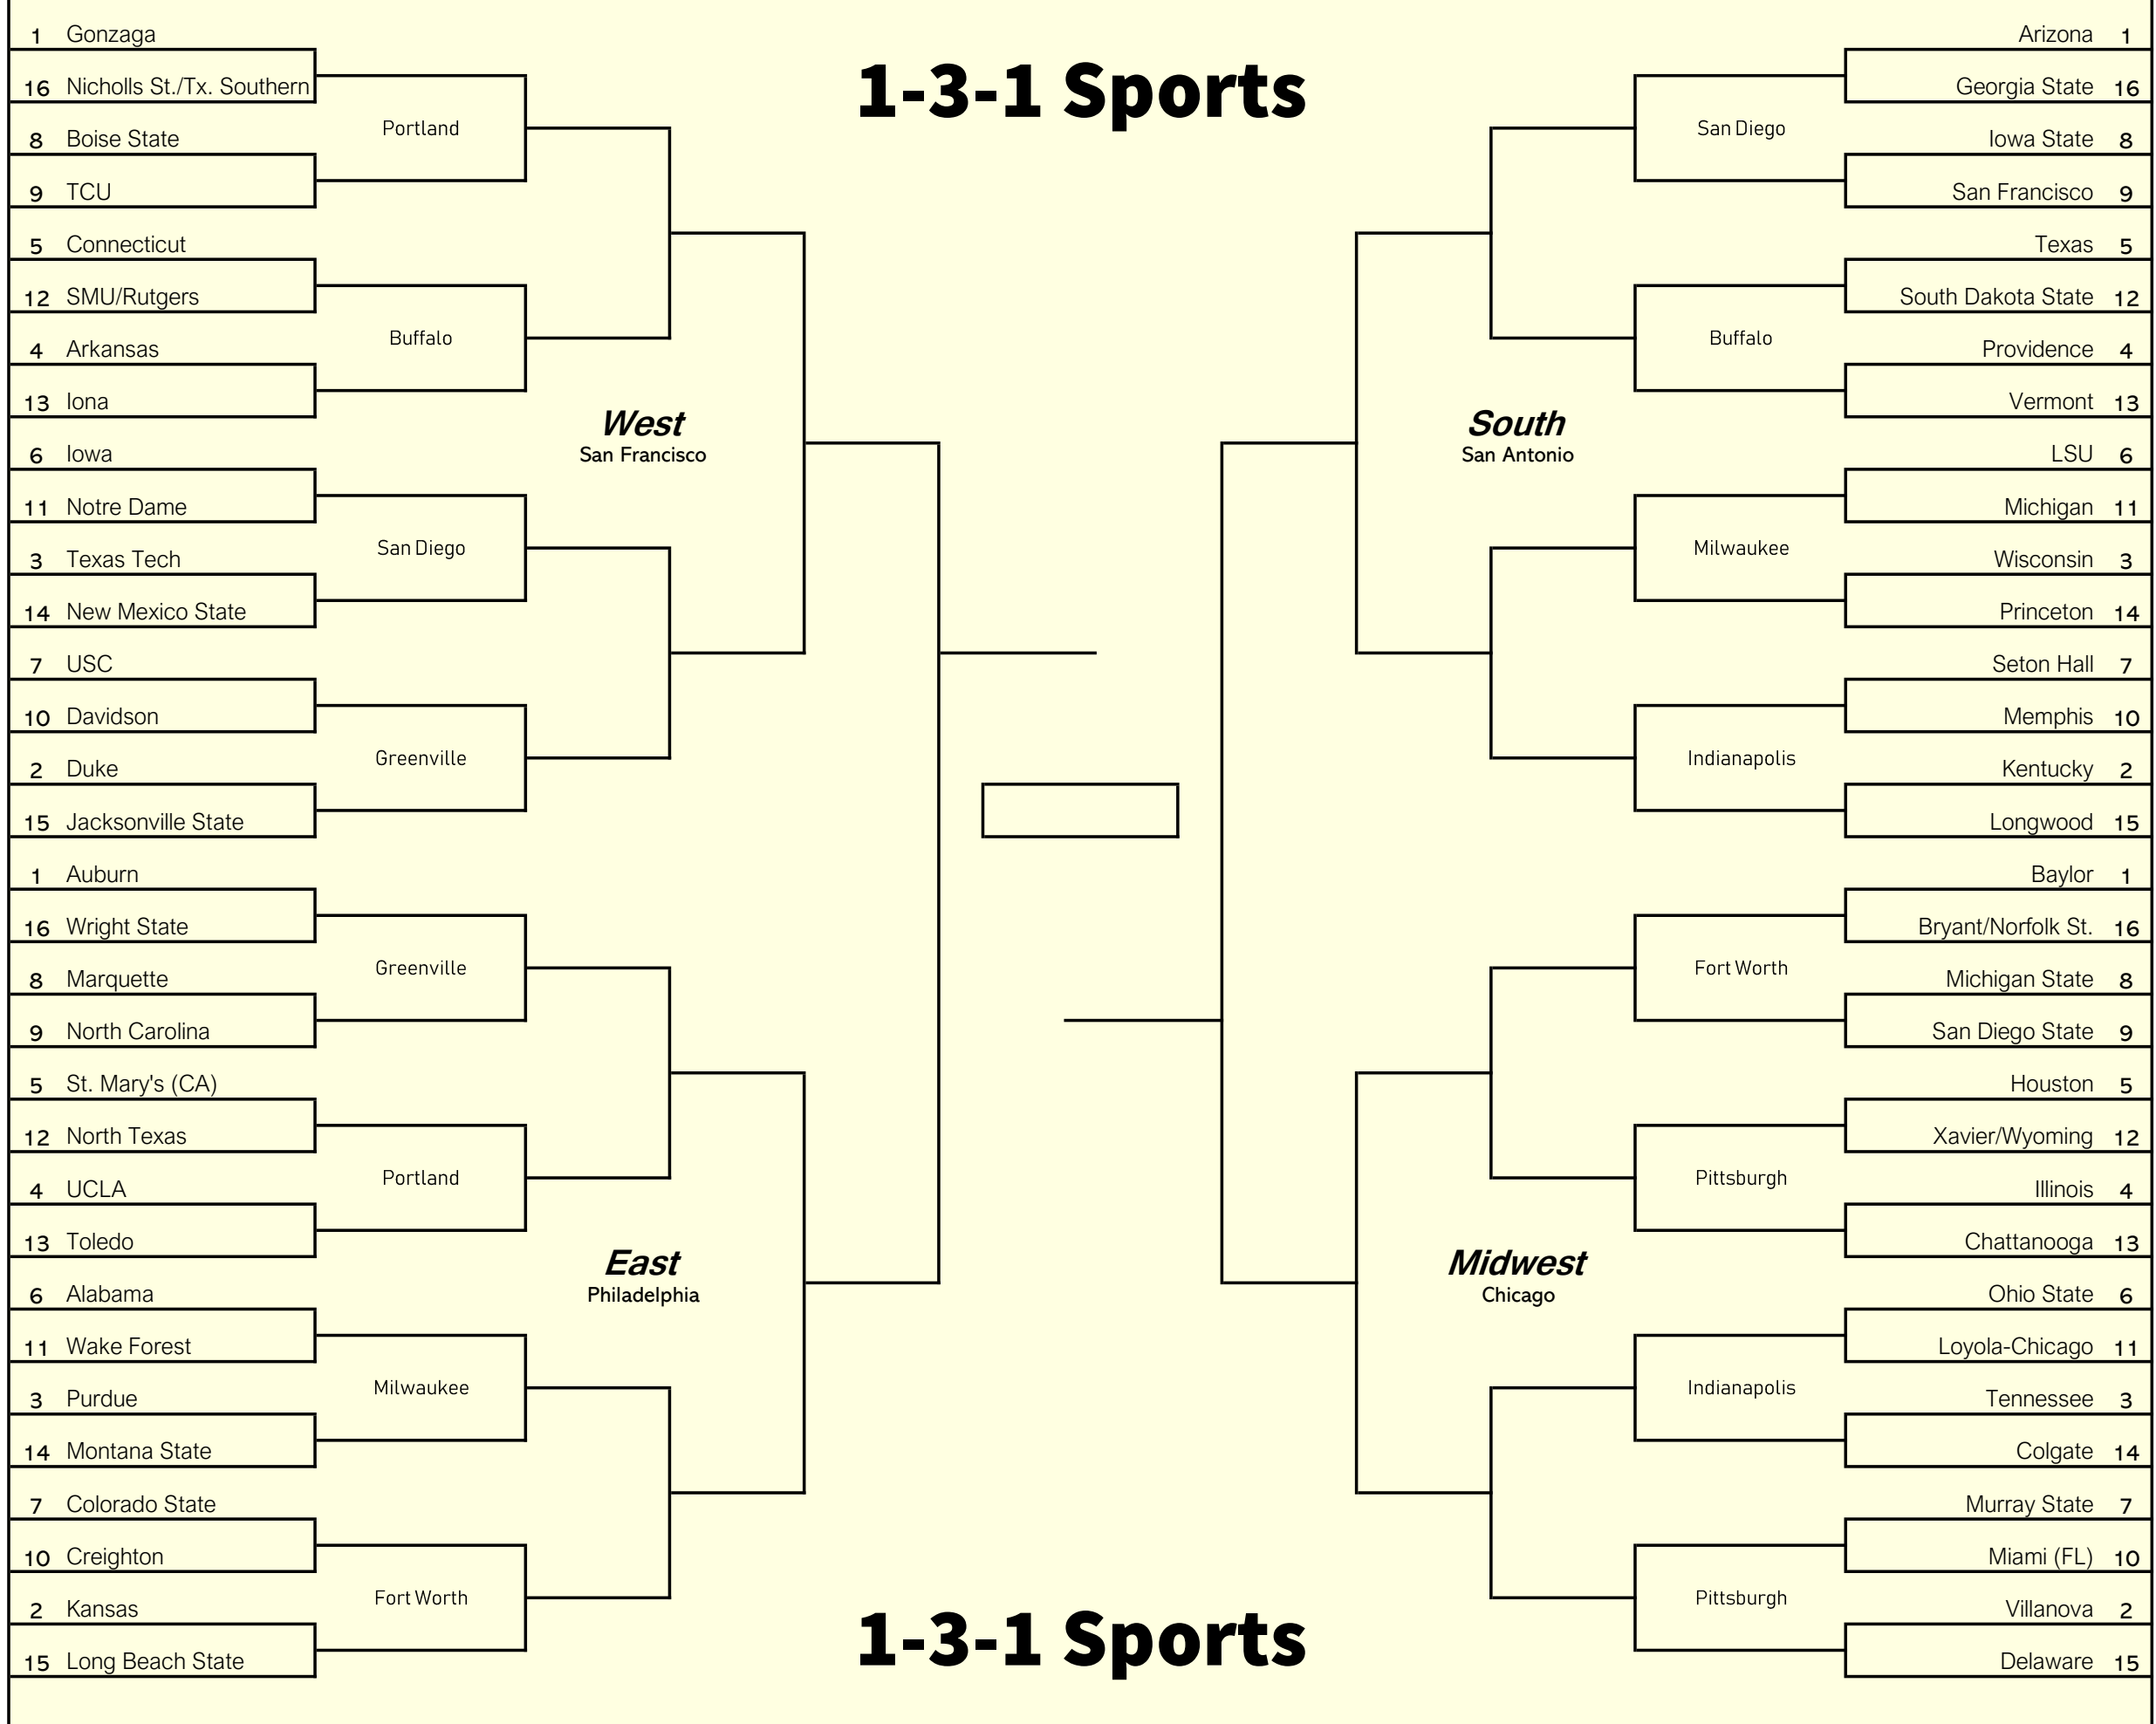 1-3-1 Sports
1 Gonzaga
16 Nicholls St./Tx. Southern
Portland
8 Boise State
9 TCU
5 Connecticut
12 SMU/Rutgers
Buffalo
4 Arkansas
13 Iona
West
San Francisco
6 Iowa
11 Notre Dame
San Diego
3 Texas Tech
14 New Mexico State
7 USC
10 Davidson
Greenville
2 Duke
15 Jacksonville State
1 Auburn
16 Wright State
Greenville
8 Marquette
9 North Carolina
5 St. Mary's (CA)
12 North Texas
Portland
4 UCLA
13 Toledo
East
Philadelphia
6 Alabama
11 Wake Forest
Milwaukee
3 Purdue
14 Montana State
7 Colorado State
10 Creighton
Fort Worth
2 Kansas
15 Long Beach State
Arizona 1
Georgia State 16
San Diego
Iowa State 8
San Francisco 9
Texas 5
South Dakota State 12
Buffalo
Providence 4
Vermont 13
South
San Antonio
LSU 6
Michigan 11
Milwaukee
Wisconsin 3
Princeton 14
Seton Hall 7
Memphis 10
Indianapolis
Kentucky 2
Longwood 15
Baylor 1
Bryant/Norfolk St. 16
Fort Worth
Michigan State 8
San Diego State 9
Houston 5
Xavier/Wyoming 12
Pittsburgh
Illinois 4
Chattanooga 13
Midwest
Chicago
Ohio State 6
Loyola-Chicago 11
Indianapolis
Tennessee 3
Colgate 14
Murray State 7
Miami (FL) 10
Pittsburgh
Villanova 2
Delaware 15
1-3-1 Sports